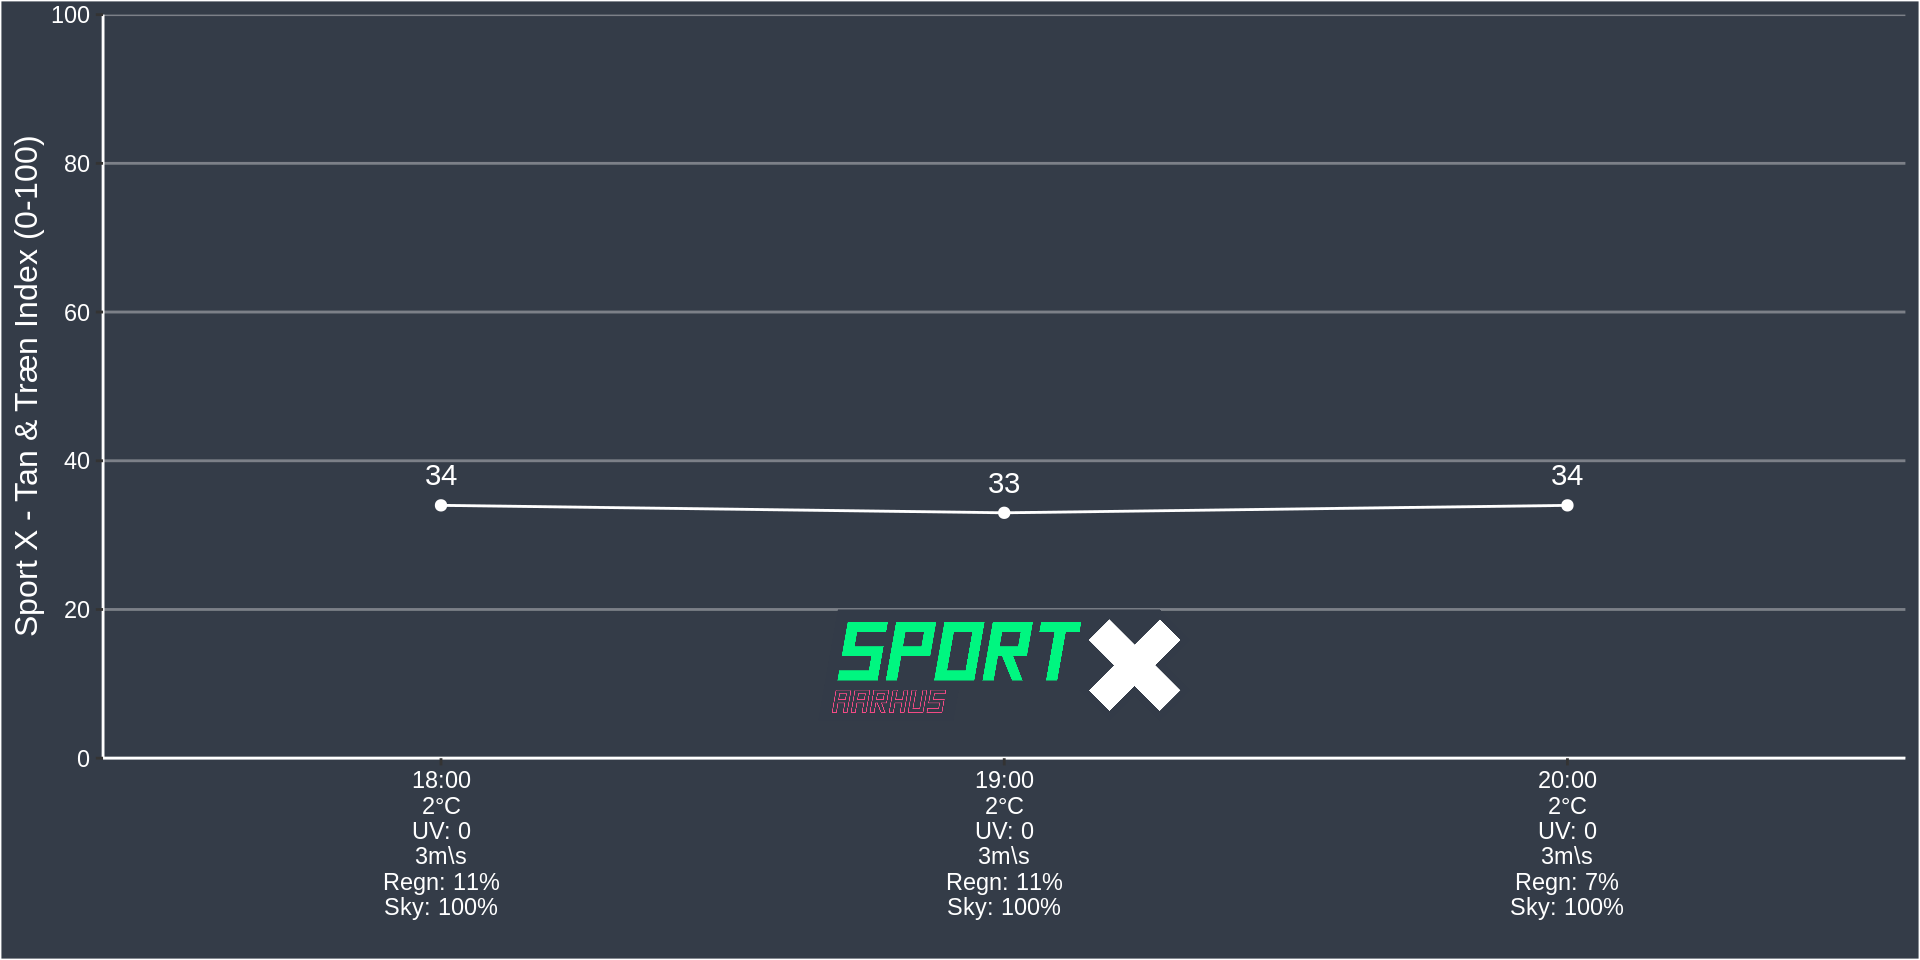 Sport X - Tan & Træn Index (0-100)
100
80
60
40
20
0
34
33
34
SPORT X
AARHUS
18:00
2°C
UV: 0
3m\s
Regn: 11%
Sky: 100%
19:00
2°C
UV: 0
3m\s
Regn: 11%
Sky: 100%
20:00
2°C
UV: 0
3m\s
Regn: 7%
Sky: 100%